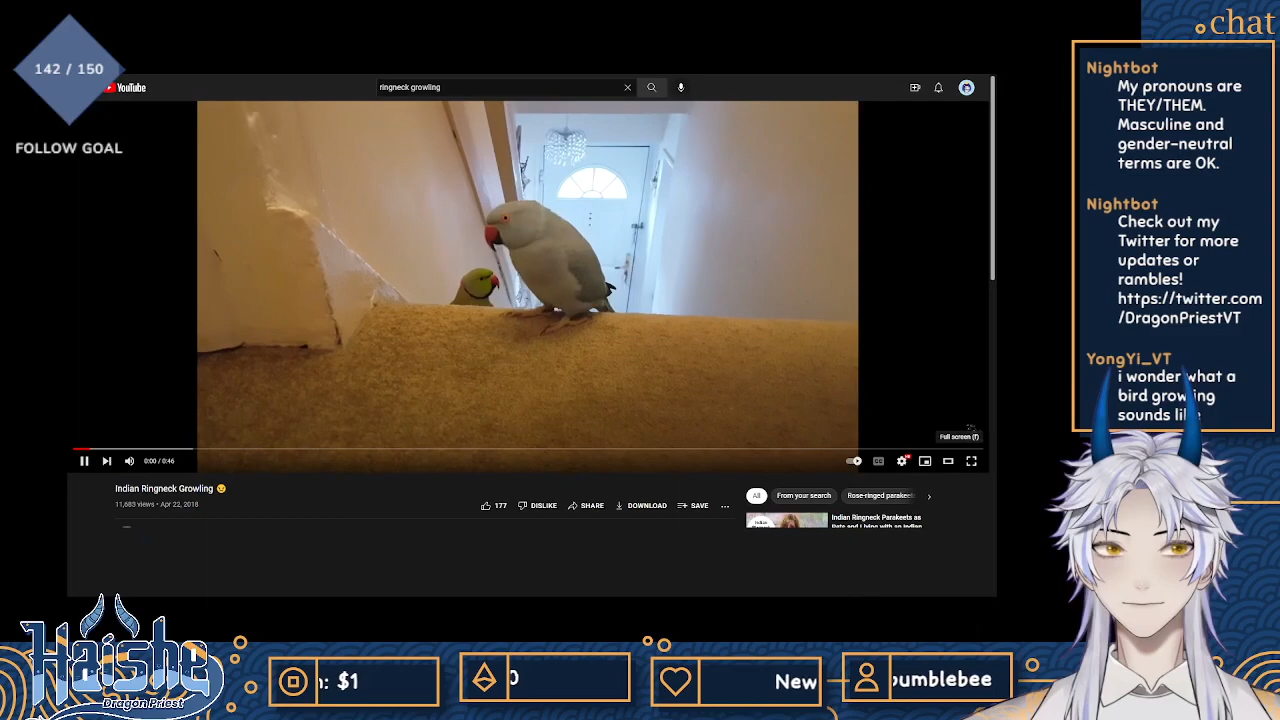 142 / 150
FOLLOW GOAL
YouTube
ringneck growling
Full screen (f)
0:00 / 0:46
Indian Ringneck Growling 😉
11,683 views • Apr 22, 2018
177
DISLIKE
SHARE
DOWNLOAD
SAVE
All
From your search
Rose-ringed parakeets
Indian Ringneck Parakeets as
Pets and Living with an Indian
chat
Nightbot
My pronouns are
THEY/THEM.
Masculine and
gender-neutral
terms are OK.
Nightbot
Check out my
Twitter for more
updates or
rambles!
https://twitter.com
/DragonPriestVT
YongYi_VT
i wonder what a
bird growling
sounds like
Haishe
Dragon Priest
: $1
0
New
bumblebee